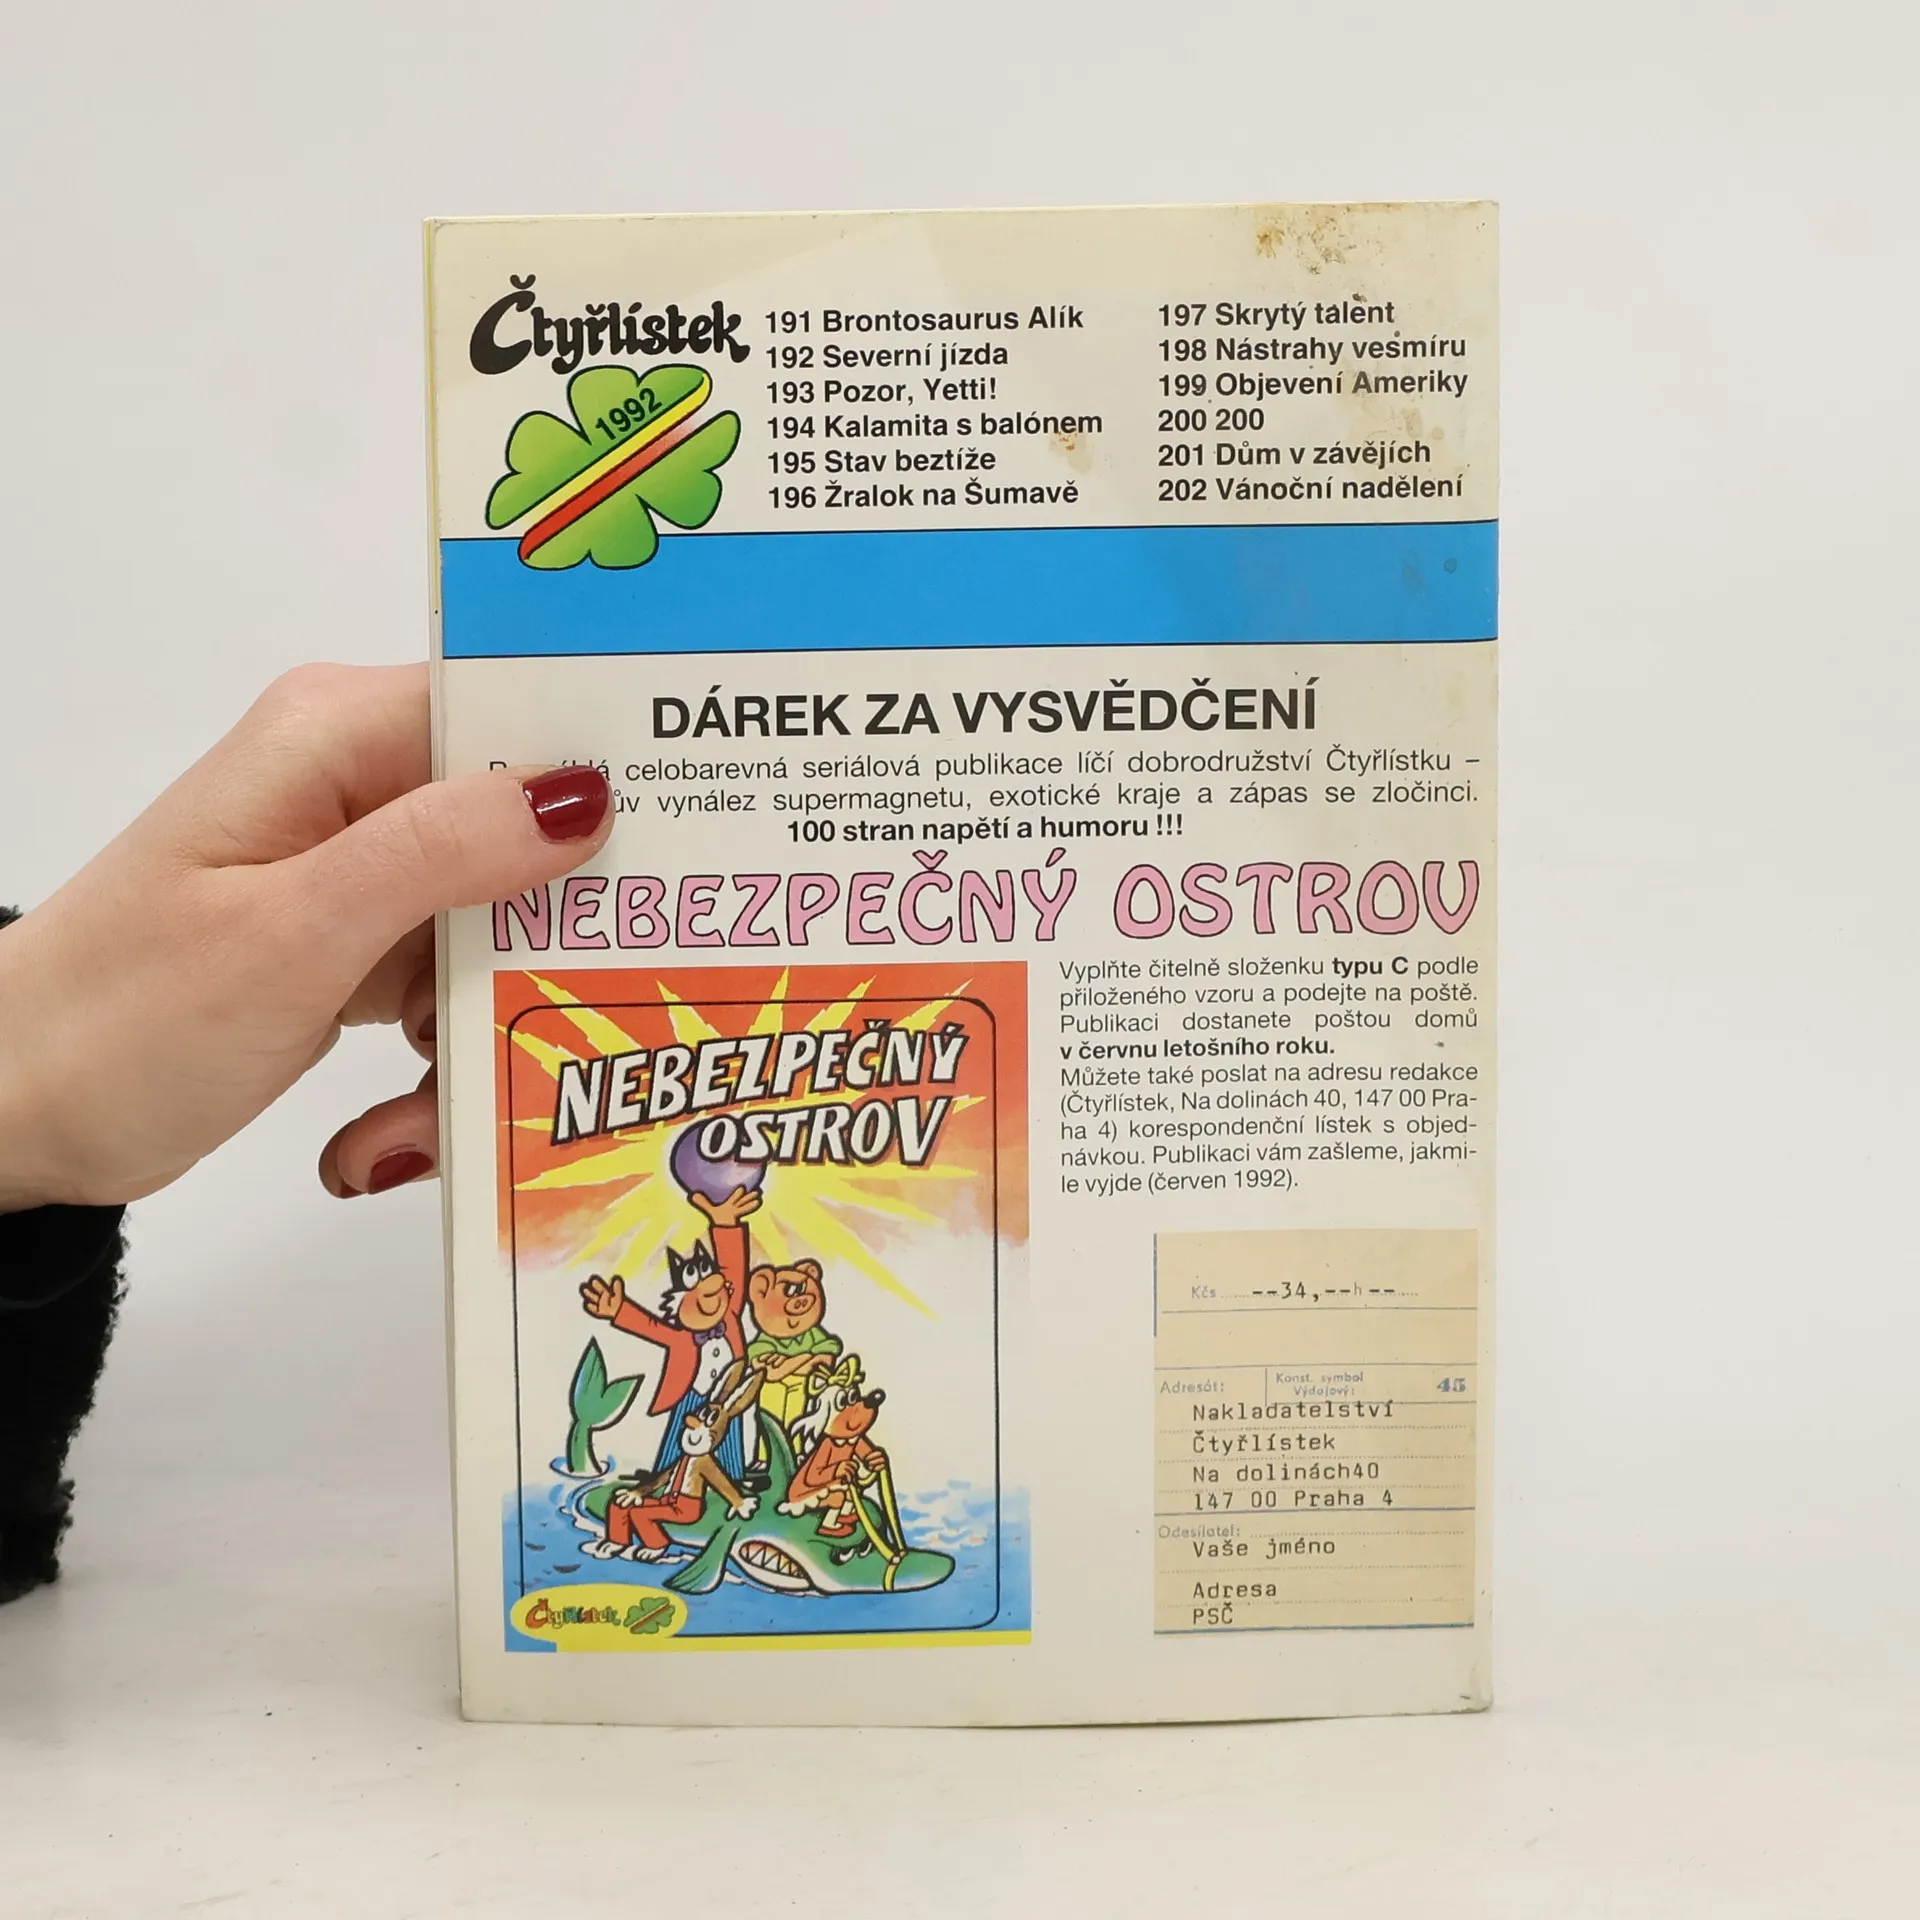 Čtyřlístek
1992
191 Brontosaurus Alík
192 Severní jízda
193 Pozor, Yetti!
194 Kalamita s balónem
195 Stav beztíže
196 Žralok na Šumavě
197 Skrytý talent
198 Nástrahy vesmíru
199 Objevení Ameriky
200 200
201 Dům v závějích
202 Vánoční nadělení
DÁREK ZA VYSVĚDČENÍ
celobarevná seriálová publikace líčí dobrodružství Čtyřlístku –
vynález supermagnetu, exotické kraje a zápas se zločinci.
100 stran napětí a humoru !!!
NEBEZPEČNÝ OSTROV
NEBEZPEČNÝ
OSTROV
Čtyřlístek
Vyplňte čitelně složenku typu C podle
přiloženého vzoru a podejte na poště.
Publikaci dostanete poštou domů
v červnu letošního roku.
Můžete také poslat na adresu redakce
(Čtyřlístek, Na dolinách 40, 147 00 Pra-
ha 4) korespondenční lístek s objed-
návkou. Publikaci vám zašleme, jakmi-
le vyjde (červen 1992).
Kčs --34,--h--
Adresát: Konst. symbol 45
Výdajový:
Nakladatelství
Čtyřlístek
Na dolinách40
147 00 Praha 4
Odesílatel:
Vaše jméno
Adresa
PSČ